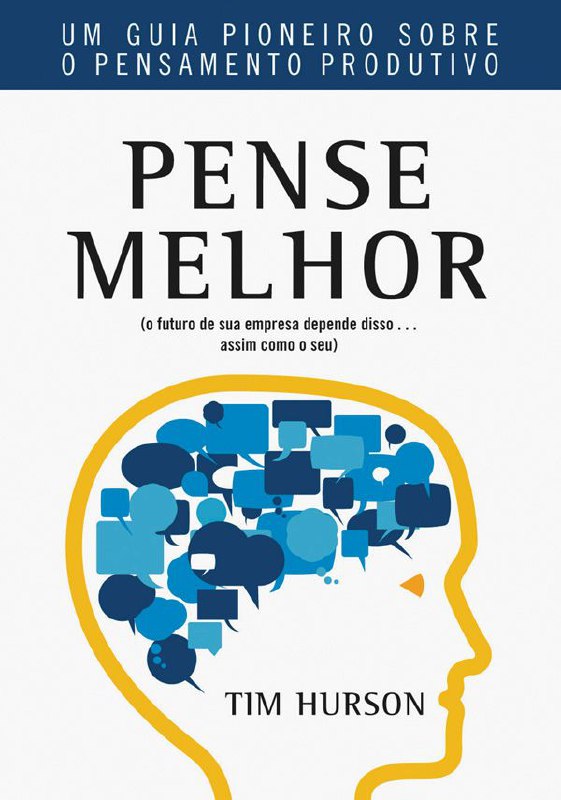 UM GUIA PIONEIRO SOBRE
O PENSAMENTO PRODUTIVO
PENSE
MELHOR
(o futuro de sua empresa depende disso . . .
assim como o seu)
TIM HURSON